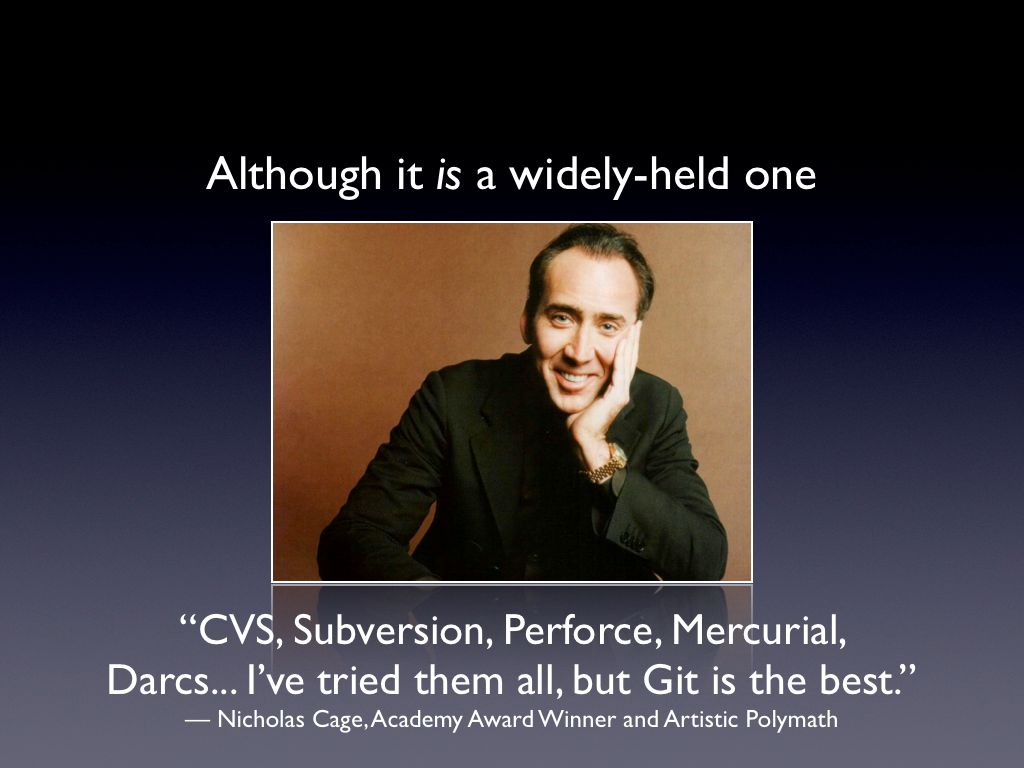 Although it is a widely-held one
“CVS, Subversion, Perforce, Mercurial,
Darcs... I’ve tried them all, but Git is the best.”
— Nicholas Cage, Academy Award Winner and Artistic Polymath